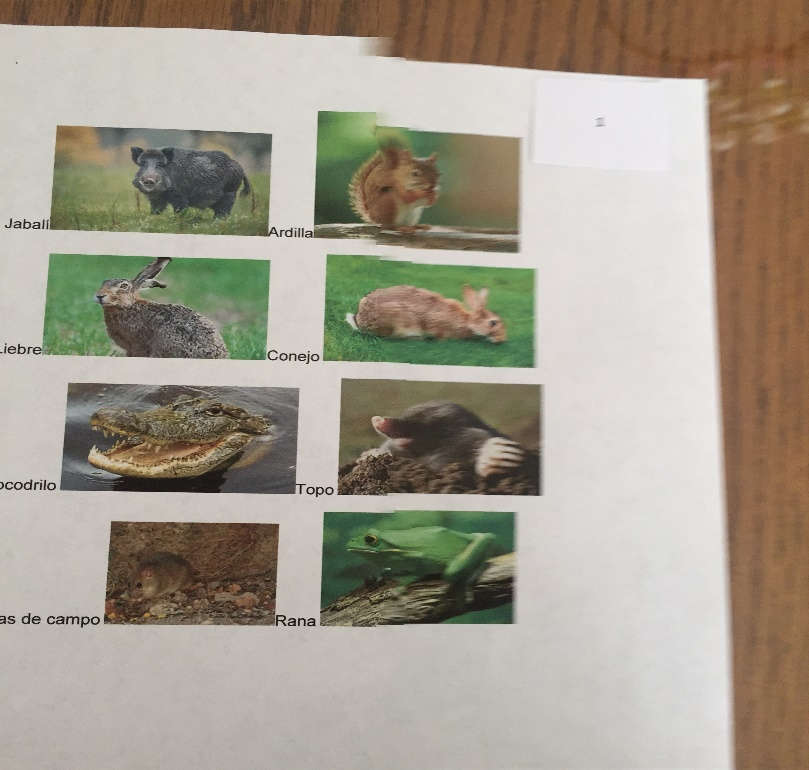 Jabalí Ardilla
Liebre Conejo
ocodrilo Topo
as de campo Rana